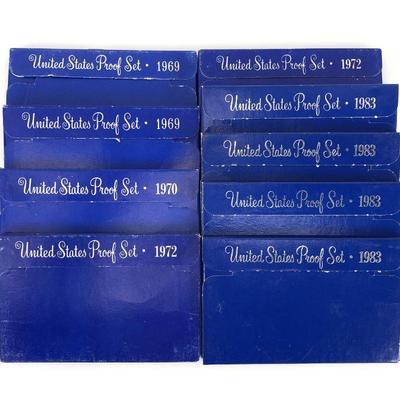 United States Proof Set • 1969
United States Proof Set • 1969
United States Proof Set • 1970
United States Proof Set • 1972
United States Proof Set • 1972
United States Proof Set • 1983
United States Proof Set • 1983
United States Proof Set • 1983
United States Proof Set • 1983